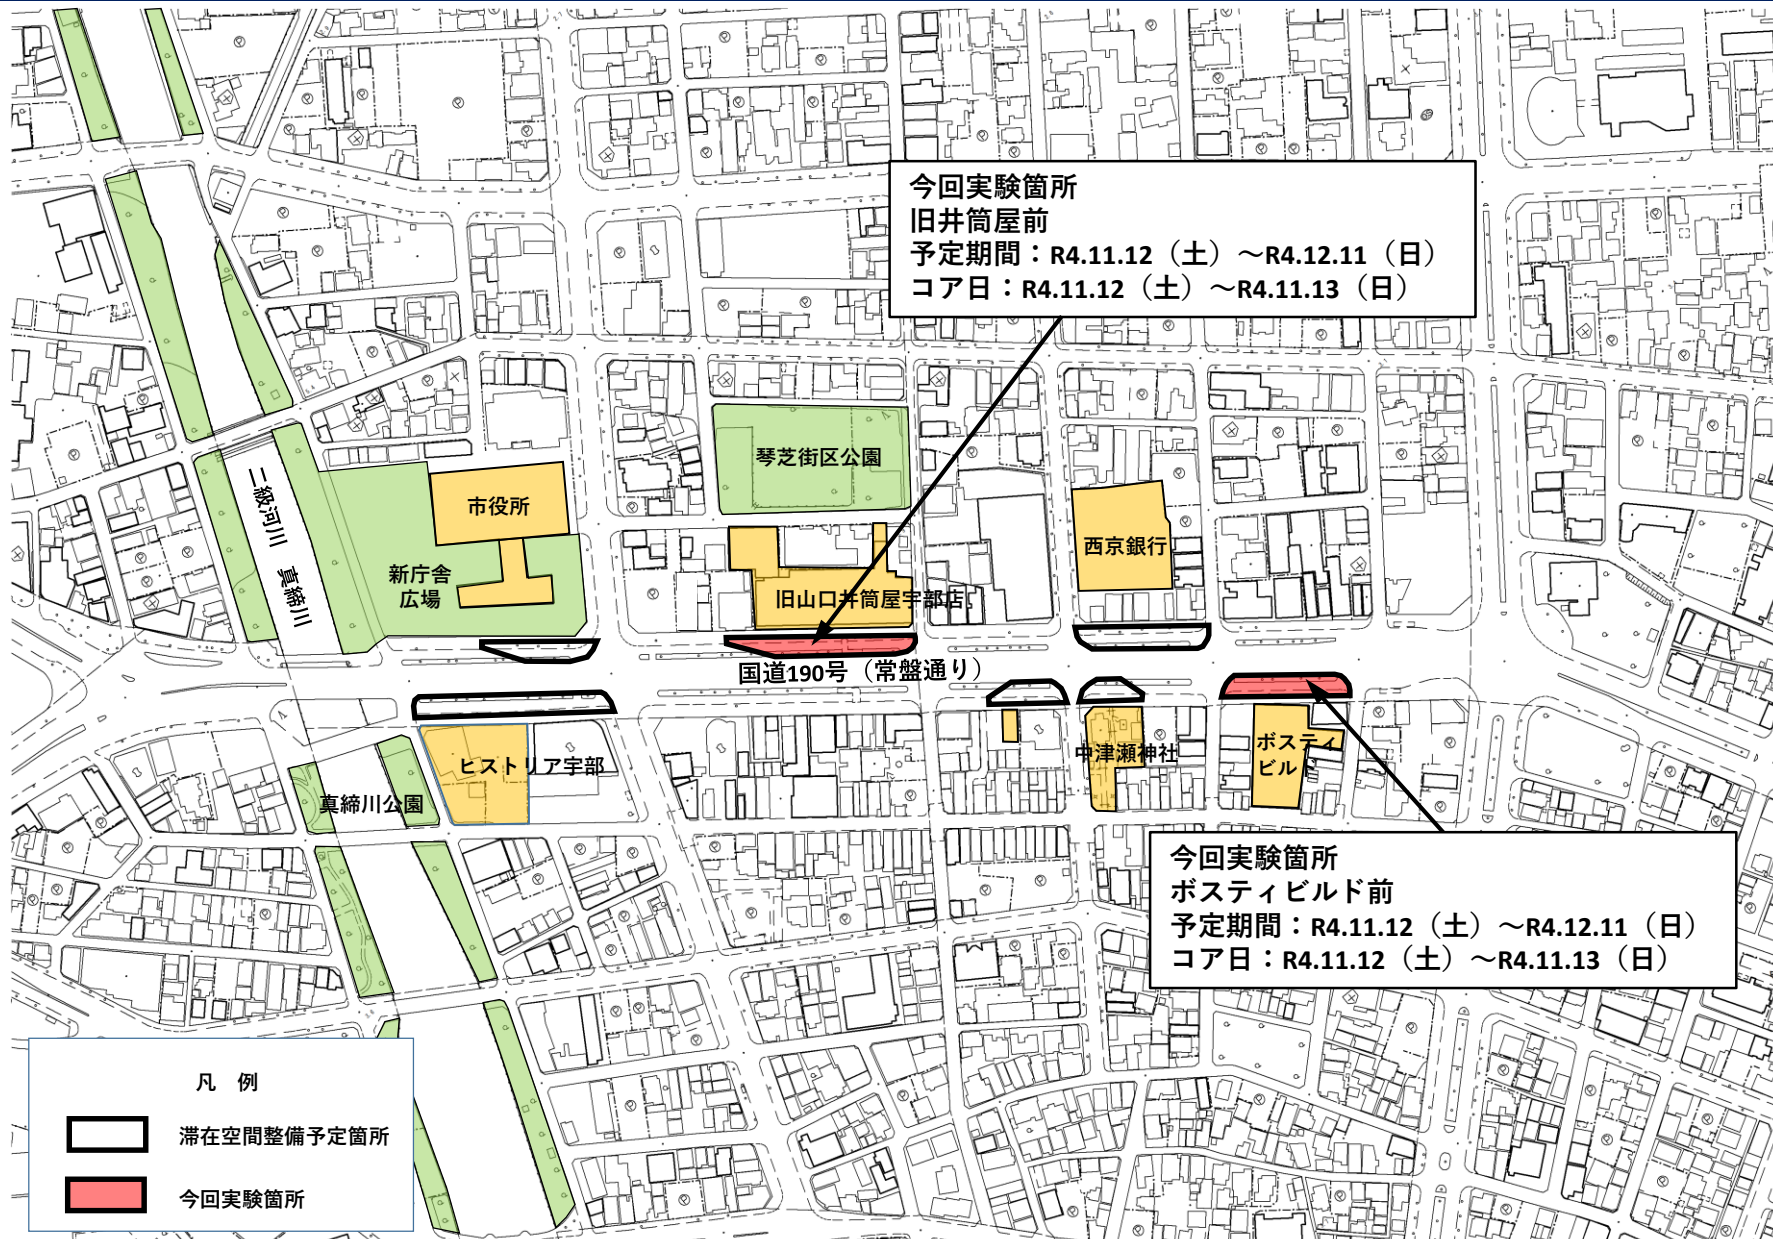 今回実験箇所
旧井筒屋前
予定期間：R4.11.12（土）～R4.12.11（日）
コア日：R4.11.12（土）～R4.11.13（日）
琴芝街区公園
市役所
二級河川　真締川
新庁舎
広場
西京銀行
旧山口井筒屋宇部店
国道190号（常盤通り）
ヒストリア宇部
中津瀬神社
ボスティ
ビルド
真締川公園
今回実験箇所
ボスティビルド前
予定期間：R4.11.12（土）～R4.12.11（日）
コア日：R4.11.12（土）～R4.11.13（日）
凡　例
滞在空間整備予定箇所
今回実験箇所